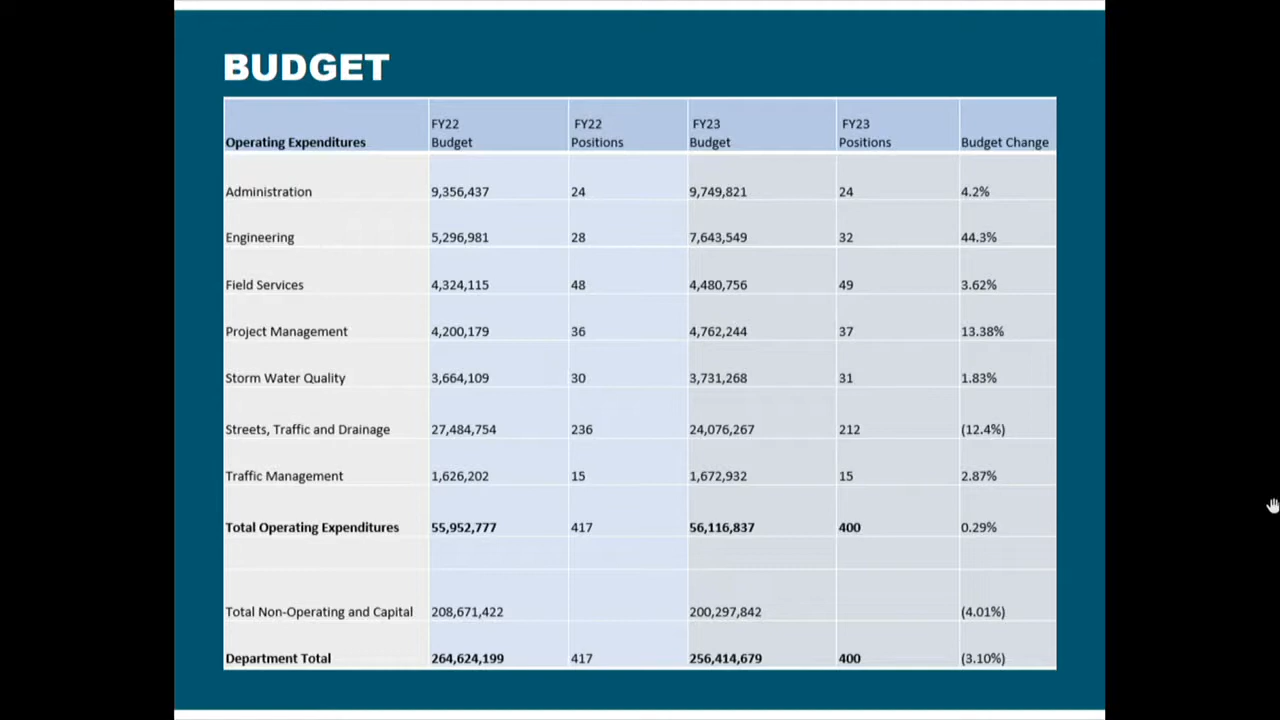 BUDGET
Operating Expenditures FY22 Budget FY22 Positions FY23 Budget FY23 Positions Budget Change
Administration 9,356,437 24 9,749,821 24 4.2%
Engineering 5,296,981 28 7,643,549 32 44.3%
Field Services 4,324,115 48 4,480,756 49 3.62%
Project Management 4,200,179 36 4,762,244 37 13.38%
Storm Water Quality 3,664,109 30 3,731,268 31 1.83%
Streets, Traffic and Drainage 27,484,754 236 24,076,267 212 (12.4%)
Traffic Management 1,626,202 15 1,672,932 15 2.87%
Total Operating Expenditures 55,952,777 417 56,116,837 400 0.29%
Total Non-Operating and Capital 208,671,422 200,297,842 (4.01%)
Department Total 264,624,199 417 256,414,679 400 (3.10%)